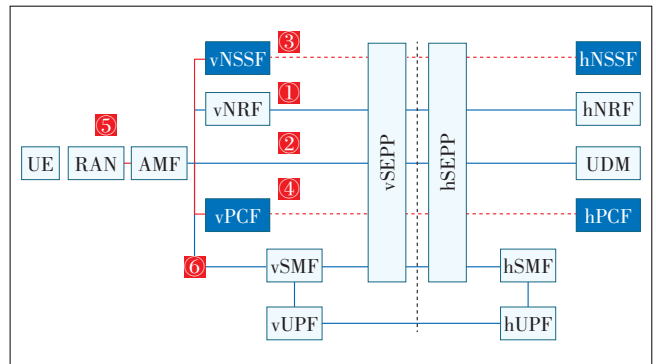 vNSSF ③ hNSSF
vNRF ① hNRF
⑤
UE RAN AMF ② vSEPP hSEPP UDM
vPCF ④ hPCF
⑥ vSMF hSMF
vUPF hUPF